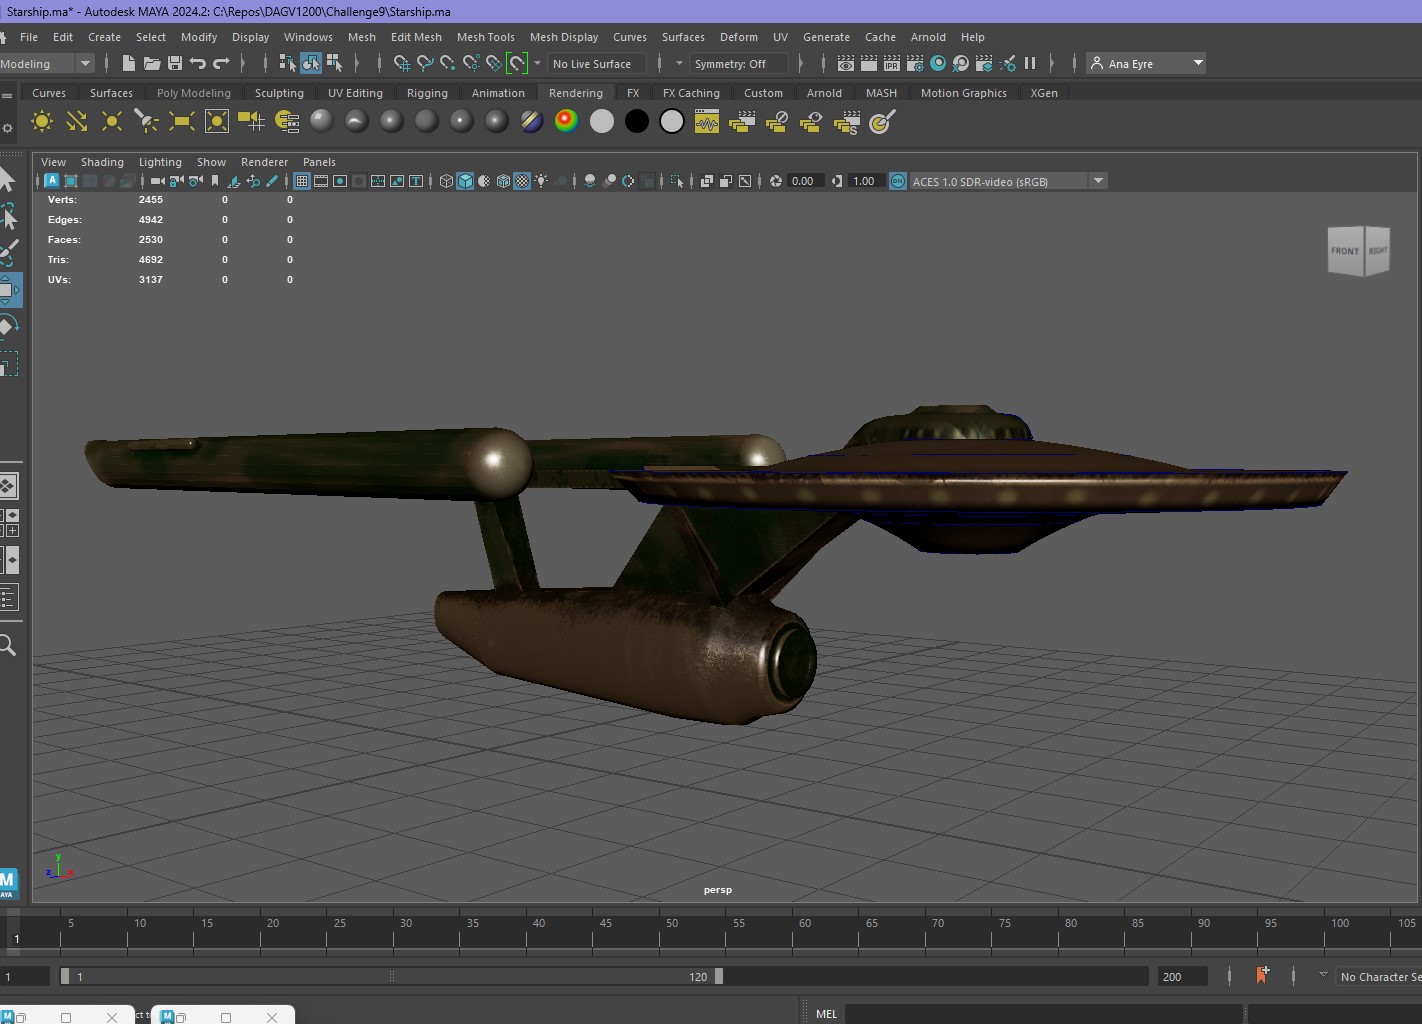 Starship.ma* - Autodesk MAYA 2024.2: C:\Repos\DAGV1200\Challenge9\Starship.ma
File Edit Create Select Modify Display Windows Mesh Edit Mesh Mesh Tools Mesh Display Curves Surfaces Deform UV Generate Cache Arnold Help
Modeling No Live Surface Symmetry: Off IPR Ana Eyre
Curves Surfaces Poly Modeling Sculpting UV Editing Rigging Animation Rendering FX FX Caching Custom Arnold MASH Motion Graphics XGen
View Shading Lighting Show Renderer Panels
0.00 1.00 ON ACES 1.0 SDR-video (sRGB)
Verts: 2455 0 0
Edges: 4942 0 0
Faces: 2530 0 0
Tris: 4692 0 0
UVs: 3137 0 0
FRONT RIGHT
y
z x
M
AYA
persp
5 10 15 20 25 30 35 40 45 50 55 60 65 70 75 80 85 90 95 100 105
1
1 1 120 200 No Character Se
M M ct t MEL